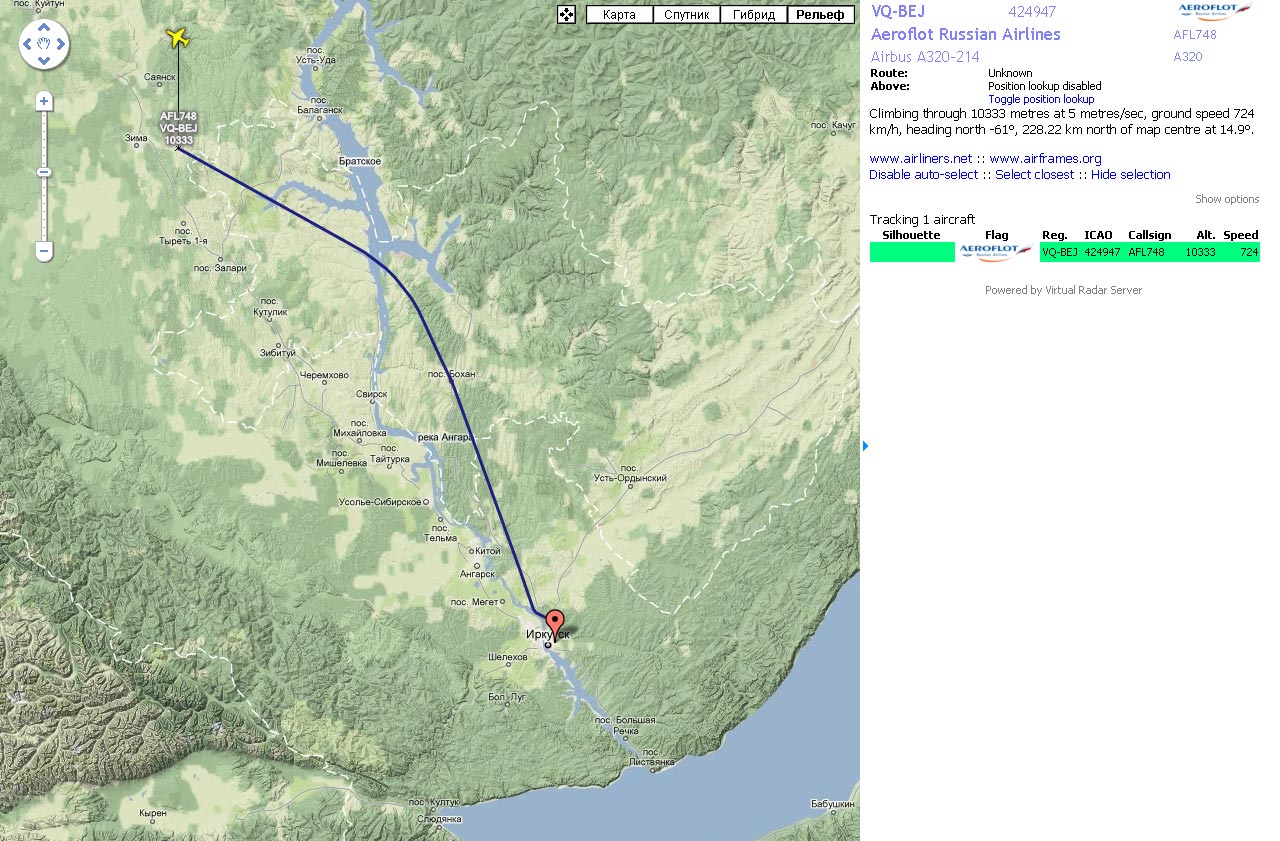 пос. Куйтун
Карта
Спутник
Гибрид
Рельеф
пос.
Усть-Уда
Саянск
пос.
Балаганск
AFL748
VQ-BEJ
10333
Зима
пос. Качуг
Братское
пос.
Тыреть 1-я
пос. Залари
пос.
Кутулик
Зибитуй
Черемхово
пос. Бохан
Свирск
пос.
Михайловка
река Ангара
пос.
Тайтурка
пос.
Мишелевка
пос.
Усть-Ордынский
Усолье-Сибирское
пос.
Тельма
Китой
Ангарск
пос. Мегет
Иркутск
Шелехов
Бол. Луг
пос. Большая
Речка
пос.
Листвянка
Бабушкин
пос. Култук
Слюдянка
Кырен
VQ-BEJ 424947 AEROFLOT
Russian Airlines
Aeroflot Russian Airlines AFL748
Airbus A320-214 A320
Route: Unknown
Above: Position lookup disabled
Toggle position lookup
Climbing through 10333 metres at 5 metres/sec, ground speed 724
km/h, heading north -61°, 228.22 km north of map centre at 14.9°.
www.airliners.net :: www.airframes.org
Disable auto-select :: Select closest :: Hide selection
Show options
Tracking 1 aircraft
Silhouette Flag Reg. ICAO Callsign Alt. Speed
AEROFLOT Russian Airlines VQ-BEJ 424947 AFL748 10333 724
Powered by Virtual Radar Server